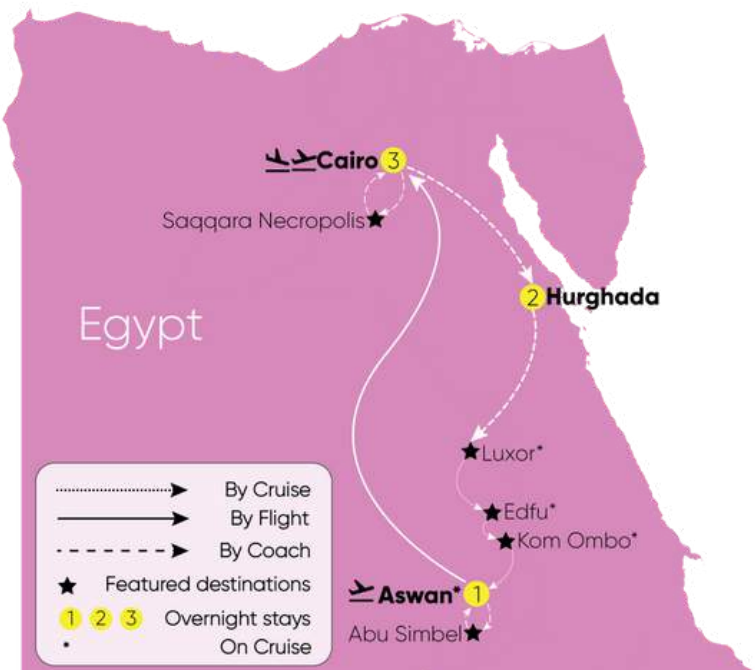 Cairo 3
Saqqara Necropolis
2 Hurghada
Egypt
Luxor*
Edfu*
Kom Ombo*
Aswan* 1
Abu Simbel
By Cruise
By Flight
By Coach
Featured destinations
1 2 3 Overnight stays
* On Cruise